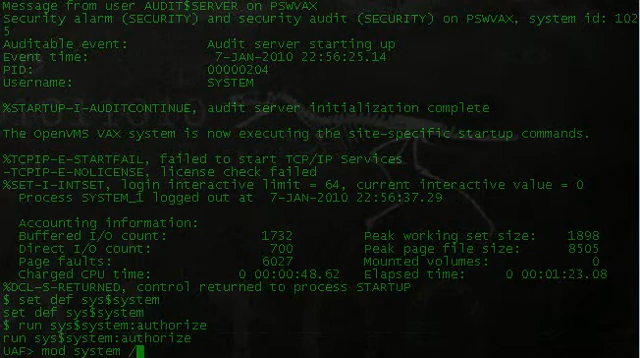 Message from user AUDIT$SERVER on PSWVAX
Security alarm (SECURITY) and security audit (SECURITY) on PSWVAX, system id: 102
5
Auditable event:          Audit server starting up
Event time:                7-JAN-2010 22:56:25.14
PID:                      00000204
Username:                 SYSTEM
%STARTUP-I-AUDITCONTINUE, audit server initialization complete
The OpenVMS VAX system is now executing the site-specific startup commands.
%TCPIP-E-STARTFAIL, failed to start TCP/IP Services
-TCPIP-E-NOLICENSE, license check failed
%SET-I-INTSET, login interactive limit = 64, current interactive value = 0
  Process SYSTEM_1 logged out at  7-JAN-2010 22:56:37.29
  Accounting information:
  Buffered I/O count:            1732         Peak working set size:    1898
  Direct I/O count:               700         Peak page file size:      8505
  Page faults:                   6027         Mounted volumes:             0
  Charged CPU time:           0 00:00:48.62   Elapsed time:    0 00:01:23.08
%DCL-S-RETURNED, control returned to process STARTUP
$ set def sys$system
set def sys$system
$ run sys$system:authorize
run sys$system:authorize
UAF> mod system /